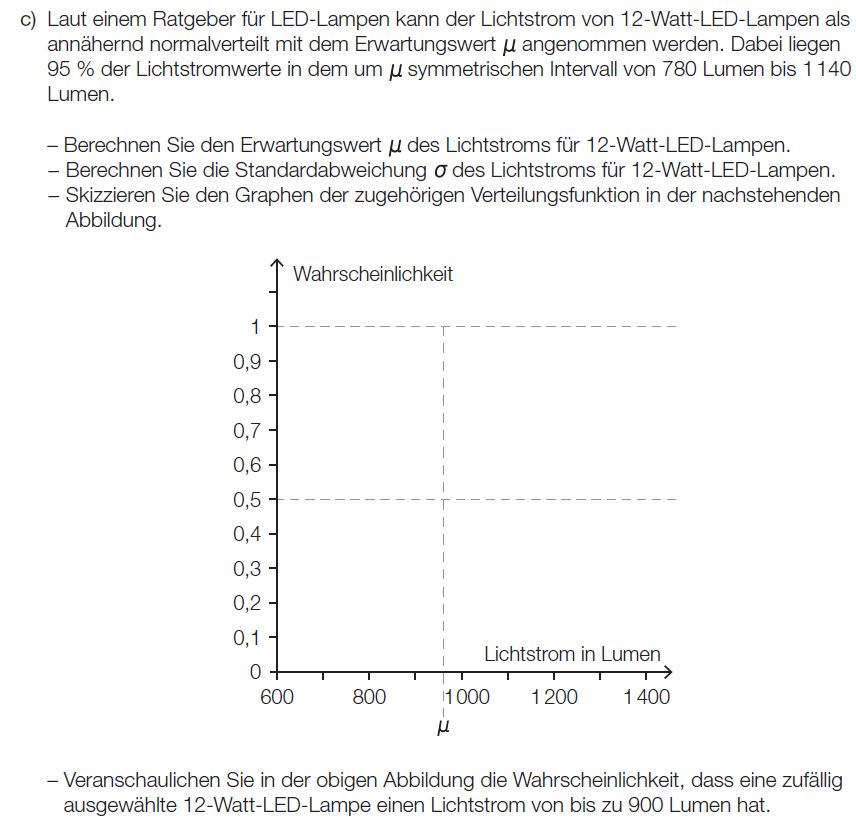 c) Laut einem Ratgeber für LED-Lampen kann der Lichtstrom von 12-Watt-LED-Lampen als
annähernd normalverteilt mit dem Erwartungswert μ angenommen werden. Dabei liegen
95 % der Lichtstromwerte in dem um μ symmetrischen Intervall von 780 Lumen bis 1 140
Lumen.
– Berechnen Sie den Erwartungswert μ des Lichtstroms für 12-Watt-LED-Lampen.
– Berechnen Sie die Standardabweichung σ des Lichtstroms für 12-Watt-LED-Lampen.
– Skizzieren Sie den Graphen der zugehörigen Verteilungsfunktion in der nachstehenden
Abbildung.
Wahrscheinlichkeit
1
0,9
0,8
0,7
0,6
0,5
0,4
0,3
0,2
0,1
Lichtstrom in Lumen
0
600 800 1000 1200 1400
μ
– Veranschaulichen Sie in der obigen Abbildung die Wahrscheinlichkeit, dass eine zufällig
ausgewählte 12-Watt-LED-Lampe einen Lichtstrom von bis zu 900 Lumen hat.